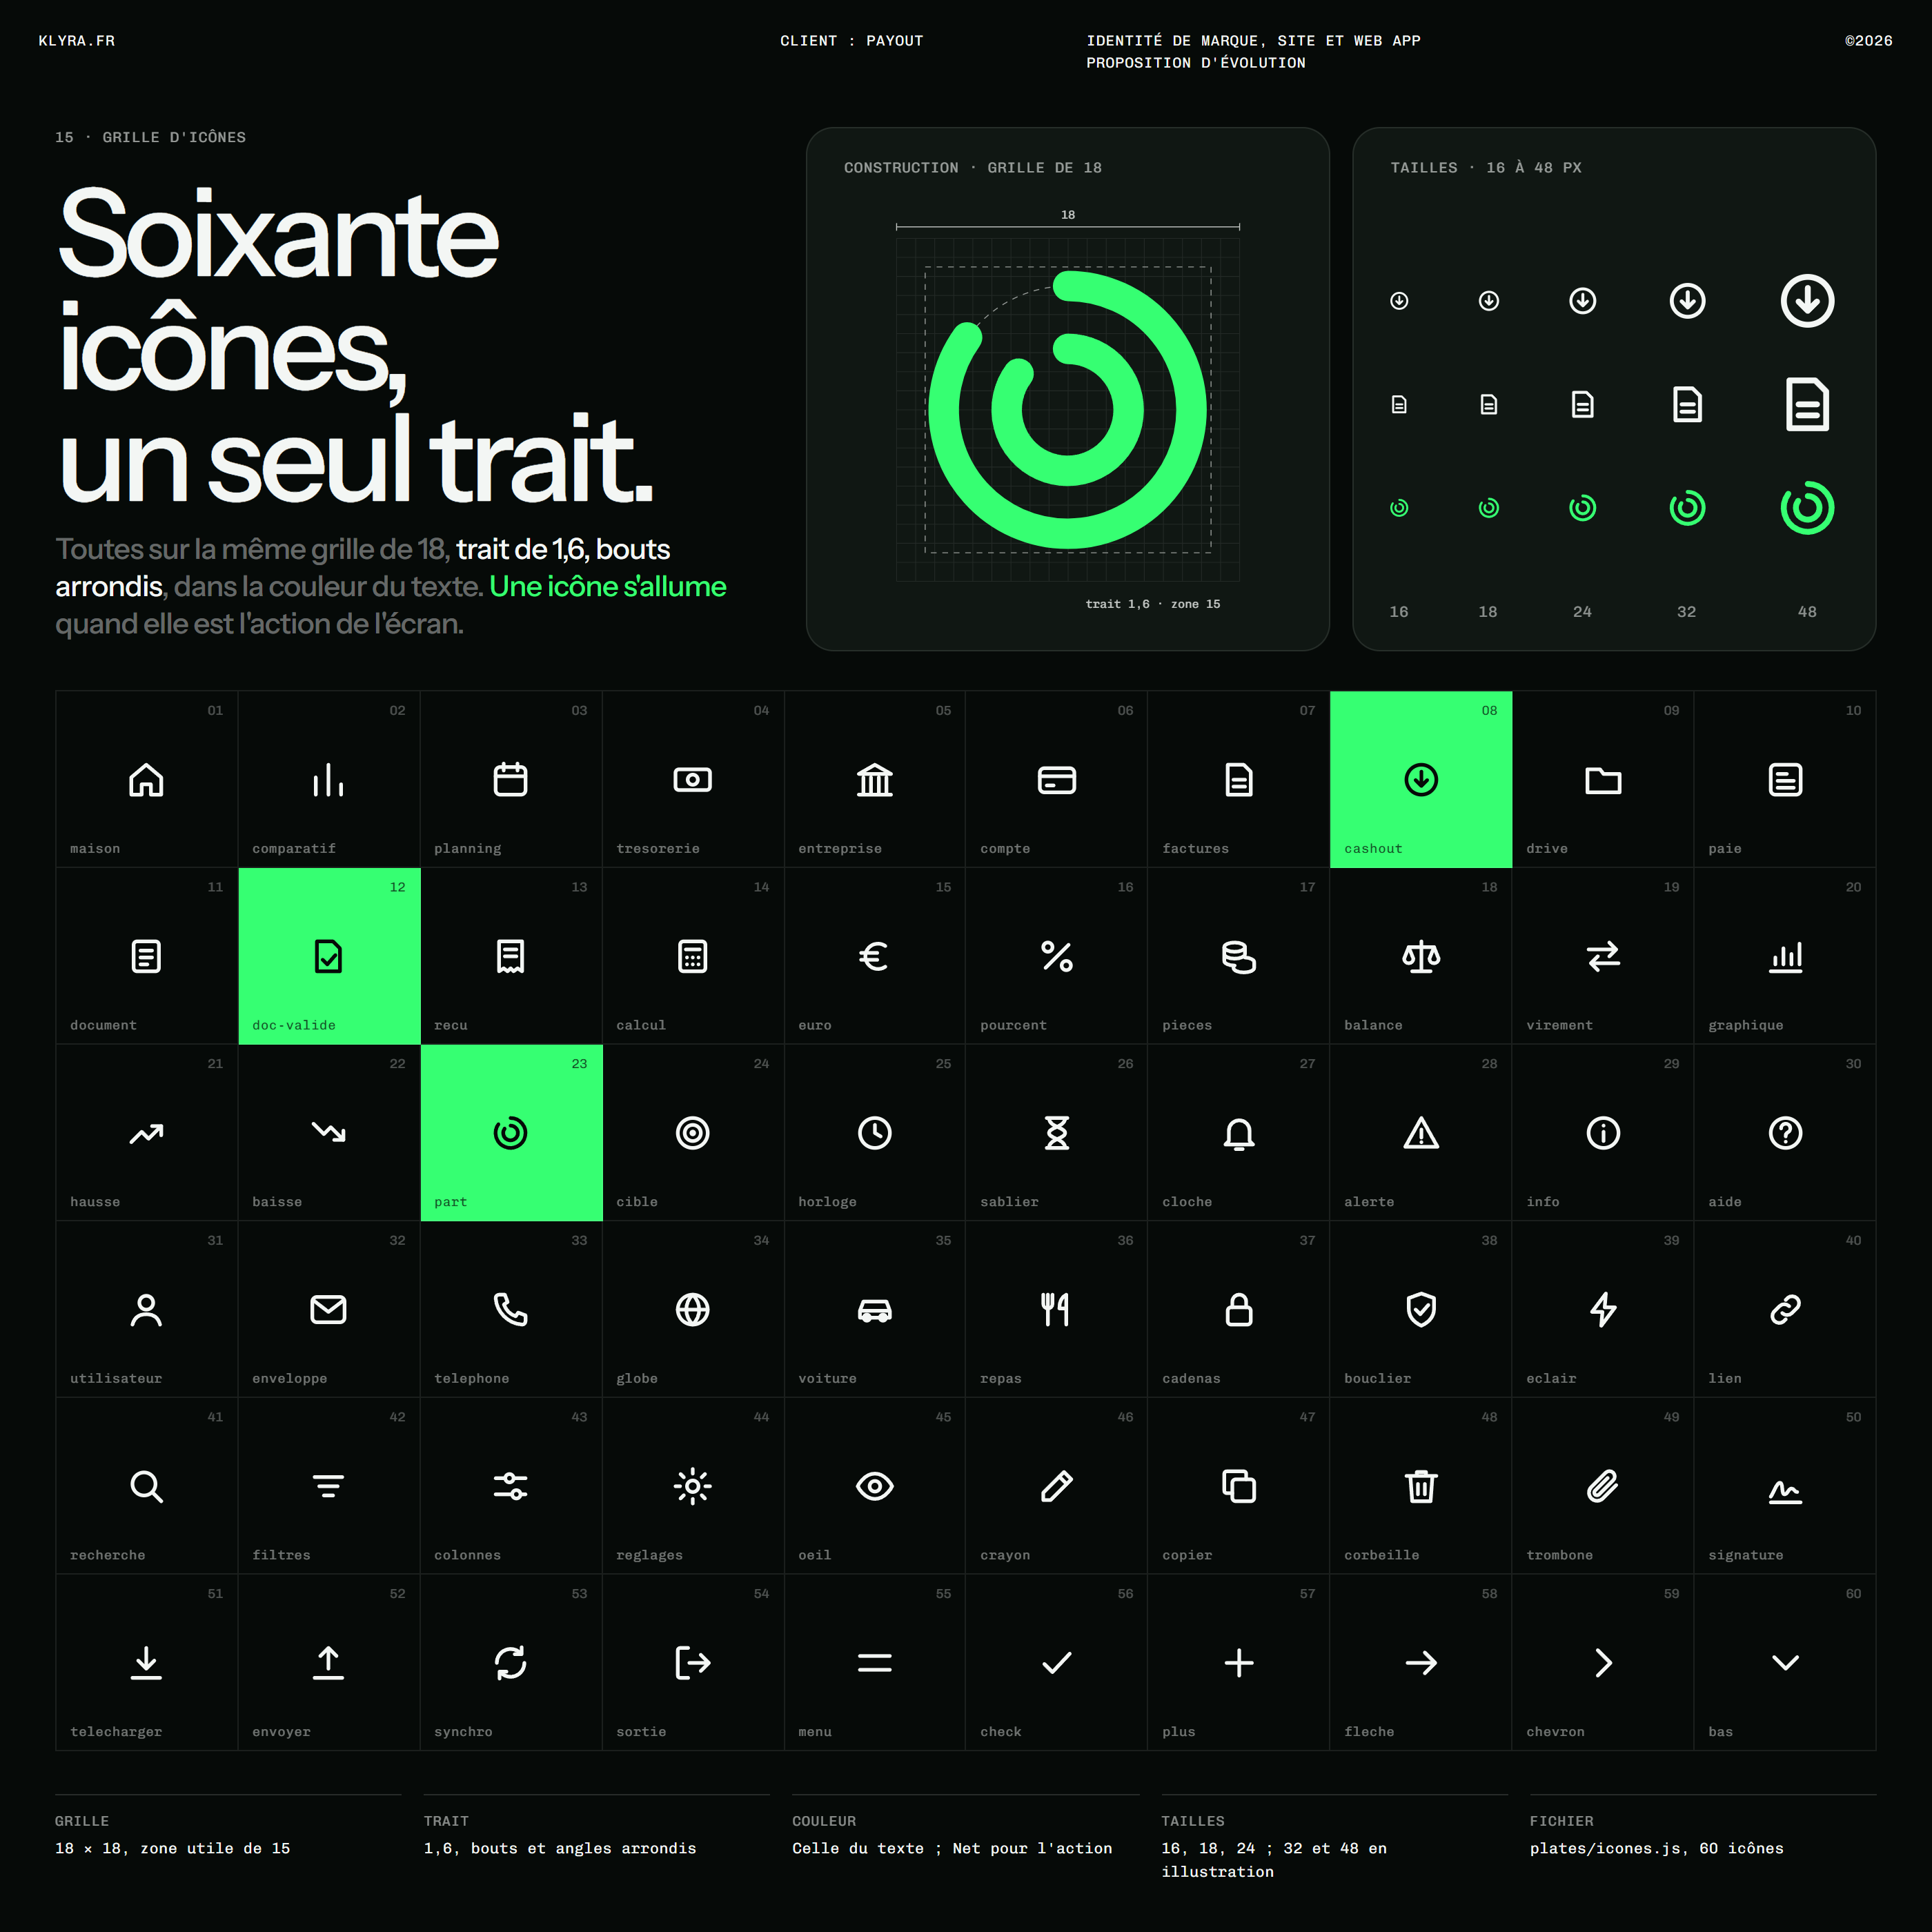 KLYRA.FR
CLIENT : PAYOUT
IDENTITÉ DE MARQUE, SITE ET WEB APP
PROPOSITION D'ÉVOLUTION
©2026
15 · GRILLE D'ICÔNES
Soixante
icônes,
un seul trait.
Toutes sur la même grille de 18, trait de 1,6, bouts
arrondis, dans la couleur du texte. Une icône s'allume
quand elle est l'action de l'écran.
CONSTRUCTION · GRILLE DE 18
18
trait 1,6 · zone 15
TAILLES · 16 À 48 PX
16 18 24 32 48
01 02 03 04 05 06 07 08 09 10
maison comparatif planning tresorerie entreprise compte factures cashout drive paie
11 12 13 14 15 16 17 18 19 20
document doc-valide recu calcul euro pourcent pieces balance virement graphique
21 22 23 24 25 26 27 28 29 30
hausse baisse part cible horloge sablier cloche alerte info aide
31 32 33 34 35 36 37 38 39 40
utilisateur enveloppe telephone globe voiture repas cadenas bouclier eclair lien
41 42 43 44 45 46 47 48 49 50
recherche filtres colonnes reglages oeil crayon copier corbeille trombone signature
51 52 53 54 55 56 57 58 59 60
telecharger envoyer synchro sortie menu check plus fleche chevron bas
GRILLE
18 × 18, zone utile de 15
TRAIT
1,6, bouts et angles arrondis
COULEUR
Celle du texte ; Net pour l'action
TAILLES
16, 18, 24 ; 32 et 48 en
illustration
FICHIER
plates/icones.js, 60 icônes